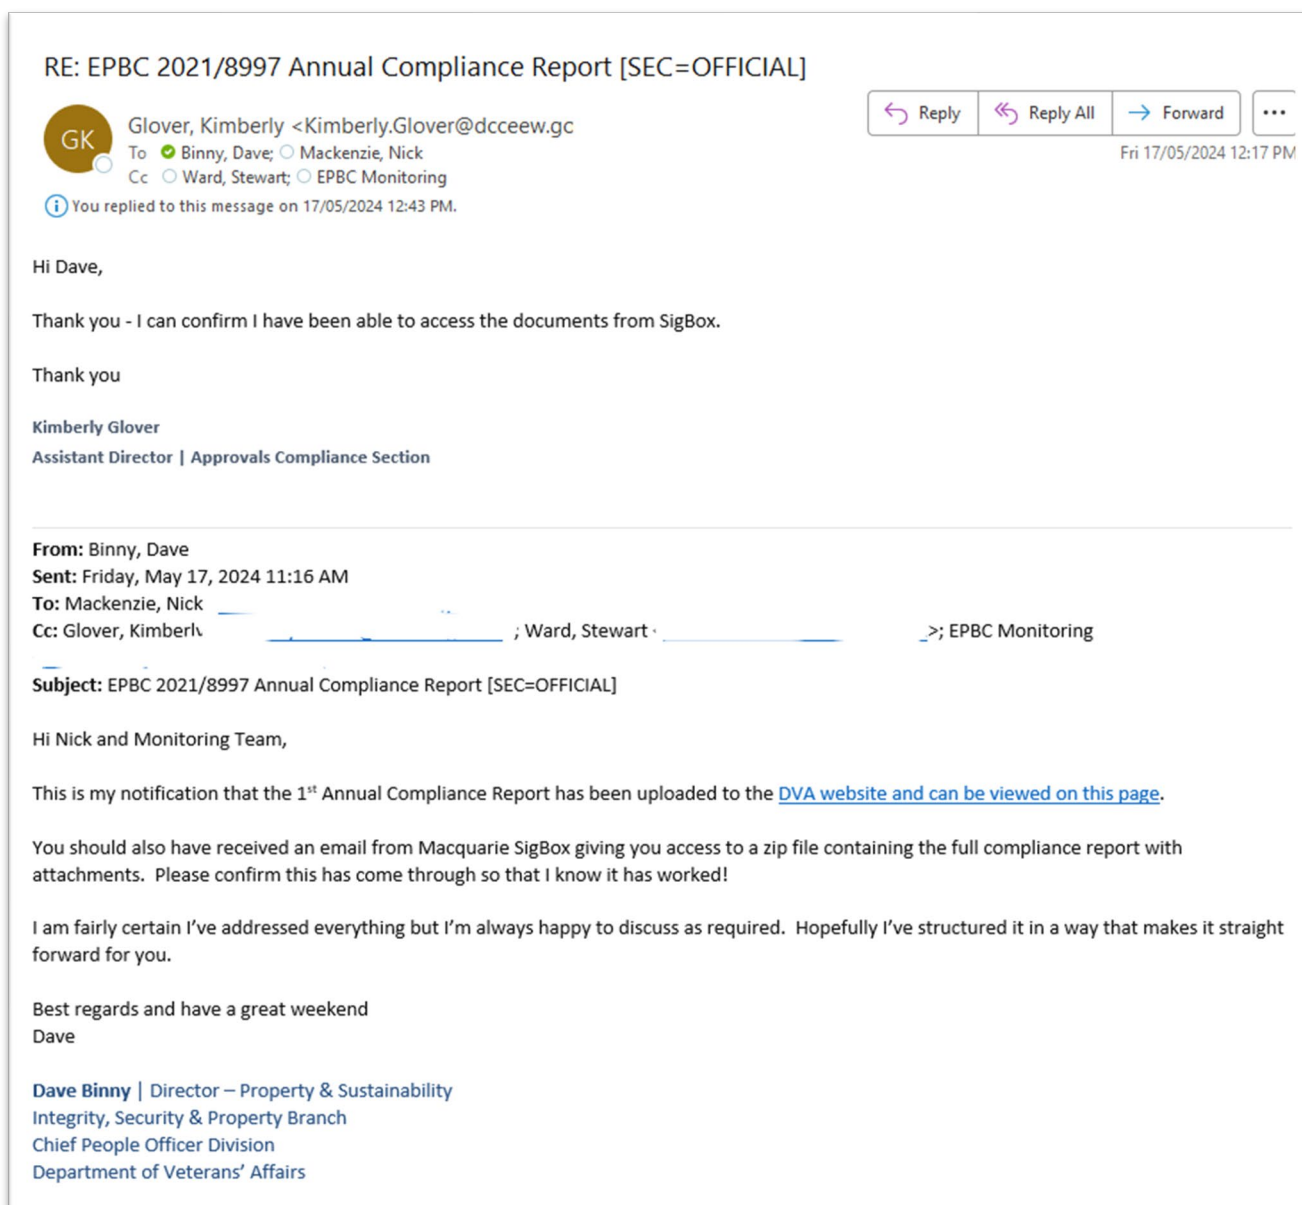 RE: EPBC 2021/8997 Annual Compliance Report [SEC=OFFICIAL]
GK
Glover, Kimberly <Kimberly.Glover@dcceew.gc
Reply
Reply All
Forward
To Binny, Dave; Mackenzie, Nick
Fri 17/05/2024 12:17 PM
Cc Ward, Stewart; EPBC Monitoring
You replied to this message on 17/05/2024 12:43 PM.
Hi Dave,
Thank you - I can confirm I have been able to access the documents from SigBox.
Thank you
Kimberly Glover
Assistant Director | Approvals Compliance Section
From: Binny, Dave
Sent: Friday, May 17, 2024 11:16 AM
To: Mackenzie, Nick
Cc: Glover, Kimberly ; Ward, Stewart >; EPBC Monitoring
Subject: EPBC 2021/8997 Annual Compliance Report [SEC=OFFICIAL]
Hi Nick and Monitoring Team,
This is my notification that the 1st Annual Compliance Report has been uploaded to the DVA website and can be viewed on this page.
You should also have received an email from Macquarie SigBox giving you access to a zip file containing the full compliance report with
attachments.  Please confirm this has come through so that I know it has worked!
I am fairly certain I've addressed everything but I'm always happy to discuss as required.  Hopefully I've structured it in a way that makes it straight
forward for you.
Best regards and have a great weekend
Dave
Dave Binny | Director – Property & Sustainability
Integrity, Security & Property Branch
Chief People Officer Division
Department of Veterans' Affairs